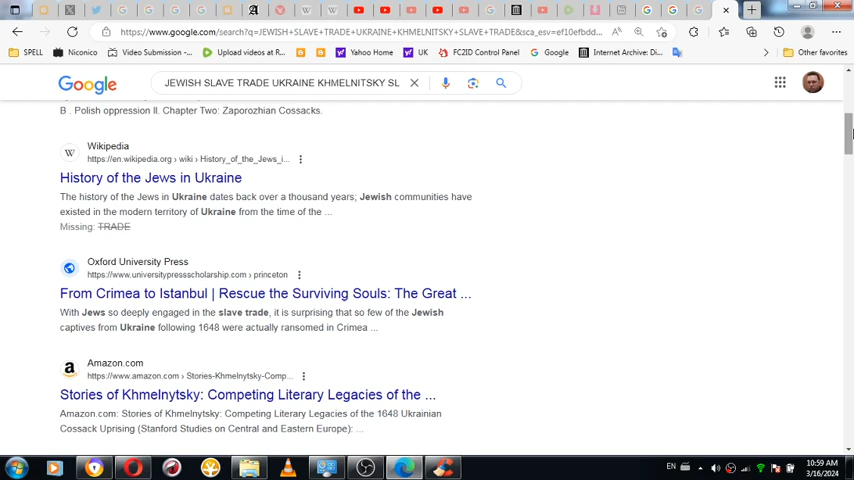 https://www.google.com/search?q=JEWISH+SLAVE+TRADE+UKRAINE+KHMELNITSKY+SLAVE+TRADE&sca_esv=ef10efbddd...
SPELL
Niconico
Video Submission -...
Upload videos at R...
Yahoo Home
UK
FC2ID Control Panel
Google
Internet Archive: Di...
Other favorites
Google
JEWISH SLAVE TRADE UKRAINE KHMELNITSKY SL
B . Polish oppression II. Chapter Two: Zaporozhian Cossacks.
Wikipedia
https://en.wikipedia.org › wiki › History_of_the_Jews_i...
History of the Jews in Ukraine
The history of the Jews in Ukraine dates back over a thousand years; Jewish communities have
existed in the modern territory of Ukraine from the time of the ...
Missing: TRADE
Oxford University Press
https://www.universitypressscholarship.com › princeton
From Crimea to Istanbul | Rescue the Surviving Souls: The Great ...
With Jews so deeply engaged in the slave trade, it is surprising that so few of the Jewish
captives from Ukraine following 1648 were actually ransomed in Crimea ...
Amazon.com
https://www.amazon.com › Stories-Khmelnytsky-Comp...
Stories of Khmelnytsky: Competing Literary Legacies of the ...
Amazon.com: Stories of Khmelnytsky: Competing Literary Legacies of the 1648 Ukrainian
Cossack Uprising (Stanford Studies on Central and Eastern Europe): ...
EN
10:59 AM
3/16/2024